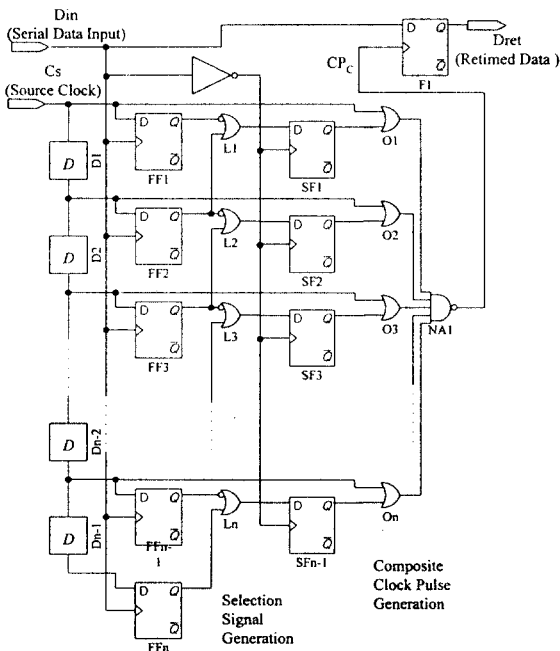 Din
(Serial Data Input)
Cs
(Source Clock)
D Q
Q
F1
Dret
(Retimed Data )
CPC
D
D1
D Q
Q
FF1
L1
D Q
Q
SF1
O1
D
D2
D Q
Q
FF2
L2
D Q
Q
SF2
O2
D Q
Q
FF3
L3
D Q
Q
SF3
O3
NA1
D
Dn-2
D
Dn-1
D Q
Q
FFn-
1
Ln
D Q
Q
SFn-1
On
D Q
Q
FFn
Selection
Signal
Generation
Composite
Clock Pulse
Generation